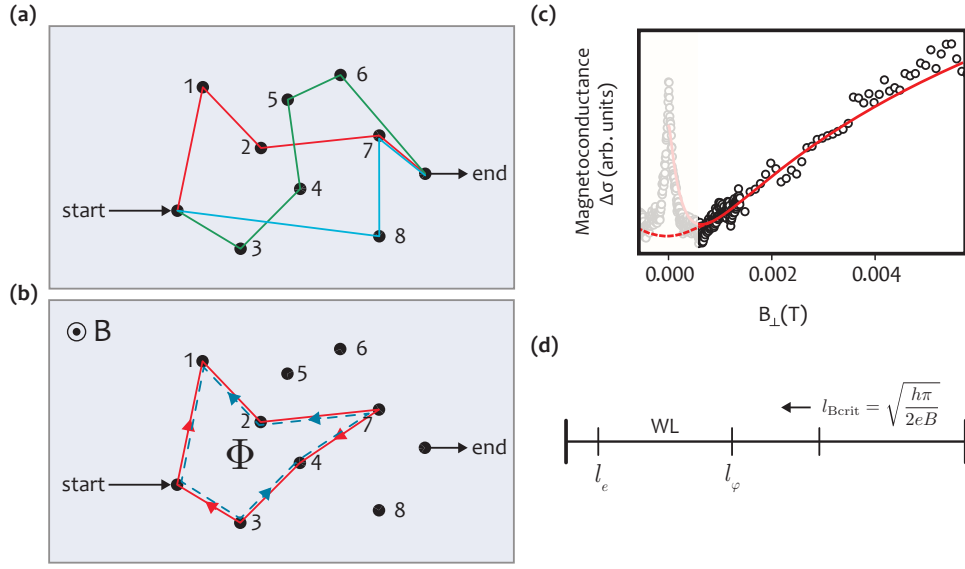 (a)
1
2
3
4
5
6
7
8
start
end
(b)
B
1
2
3
4
5
6
7
8
Φ
start
end
(c)
Magnetoconductance
Δσ (arb. units)
0.000 0.002 0.004
B⊥(T)
(d)
WL
l_e
l_φ
l_Bcrit = √(hπ/2eB)